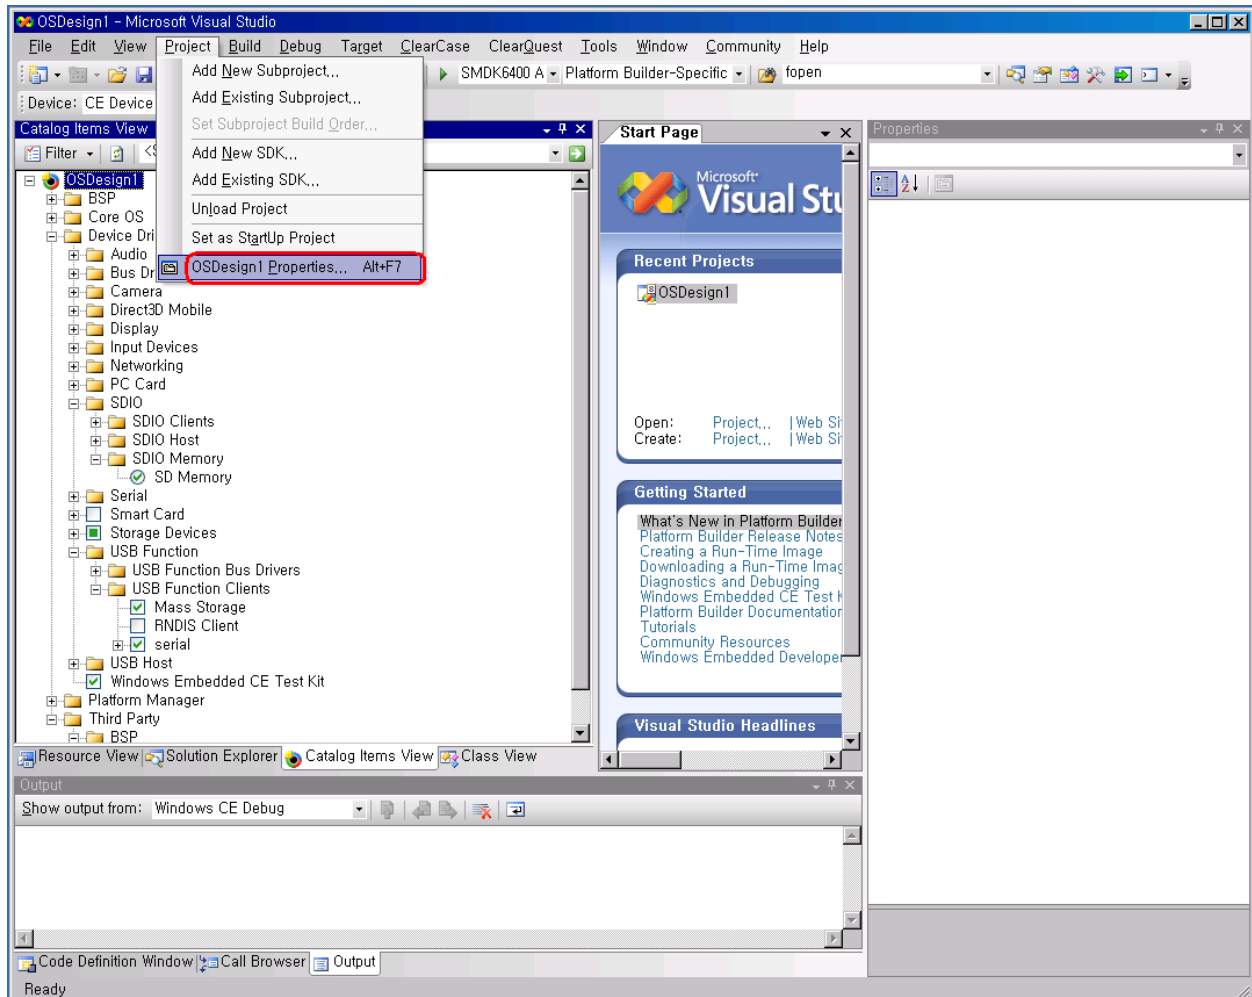 OSDesign1 - Microsoft Visual Studio
File Edit View Project Build Debug Target ClearCase ClearQuest Tools Window Community Help
SMDK6400 A Platform Builder-Specific fopen
Device: CE Device
Add New Subproject...
Add Existing Subproject...
Set Subproject Build Order...
Add New SDK...
Add Existing SDK...
Unload Project
Set as StartUp Project
OSDesign1 Properties... Alt+F7
Catalog Items View
Filter
OSDesign1
BSP
Core OS
Device Dri
Audio
Bus Dr
Camera
Direct3D Mobile
Display
Input Devices
Networking
PC Card
SDIO
SDIO Clients
SDIO Host
SDIO Memory
SD Memory
Serial
Smart Card
Storage Devices
USB Function
USB Function Bus Drivers
USB Function Clients
Mass Storage
RNDIS Client
serial
USB Host
Windows Embedded CE Test Kit
Platform Manager
Third Party
BSP
Resource View Solution Explorer Catalog Items View Class View
Start Page
Microsoft
Visual Stu
Recent Projects
OSDesign1
Open: Project... | Web Si
Create: Project... | Web Si
Getting Started
What's New in Platform Builder
Platform Builder Release Notes
Creating a Run-Time Image
Downloading a Run-Time Imag
Diagnostics and Debugging
Windows Embedded CE Test K
Platform Builder Documentation
Tutorials
Community Resources
Windows Embedded Developer
Visual Studio Headlines
Properties
Output
Show output from: Windows CE Debug
Code Definition Window Call Browser Output
Ready